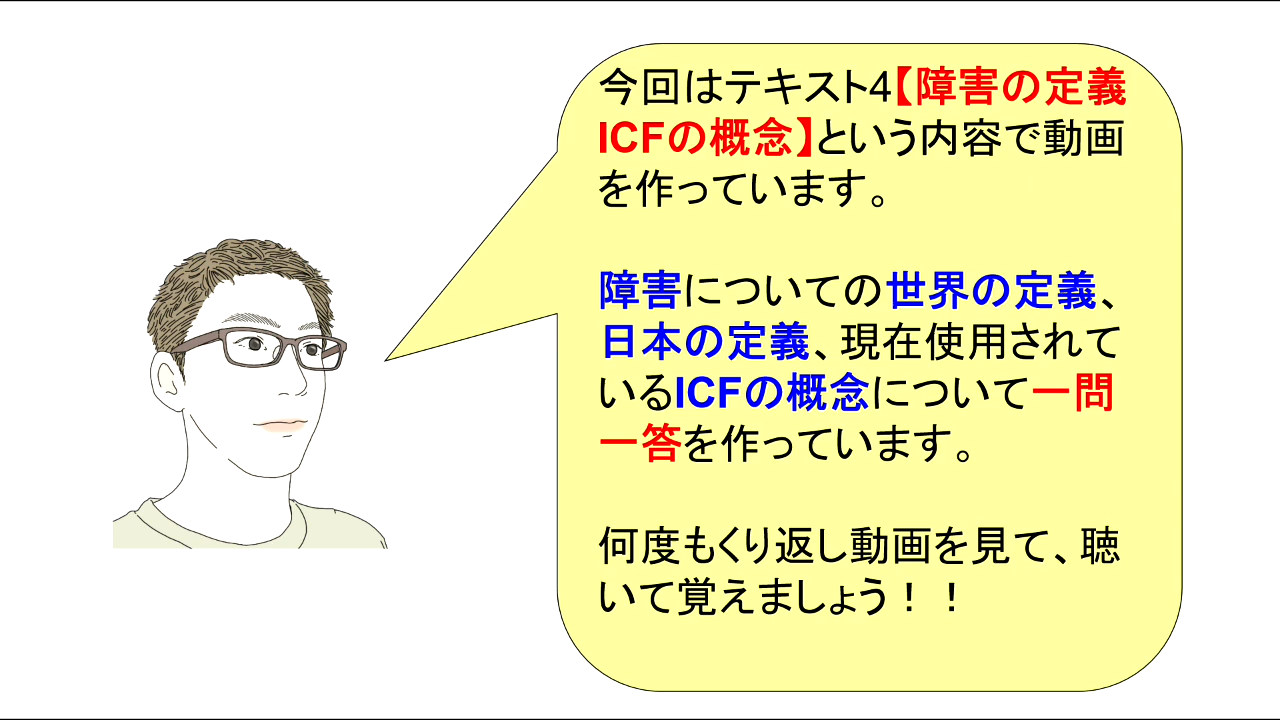 今回はテキスト4【障害の定義
ICFの概念】という内容で動画
を作っています。
障害についての世界の定義、
日本の定義、現在使用されて
いるICFの概念について一問
一答を作っています。
何度もくり返し動画を見て、聴
いて覚えましょう！！